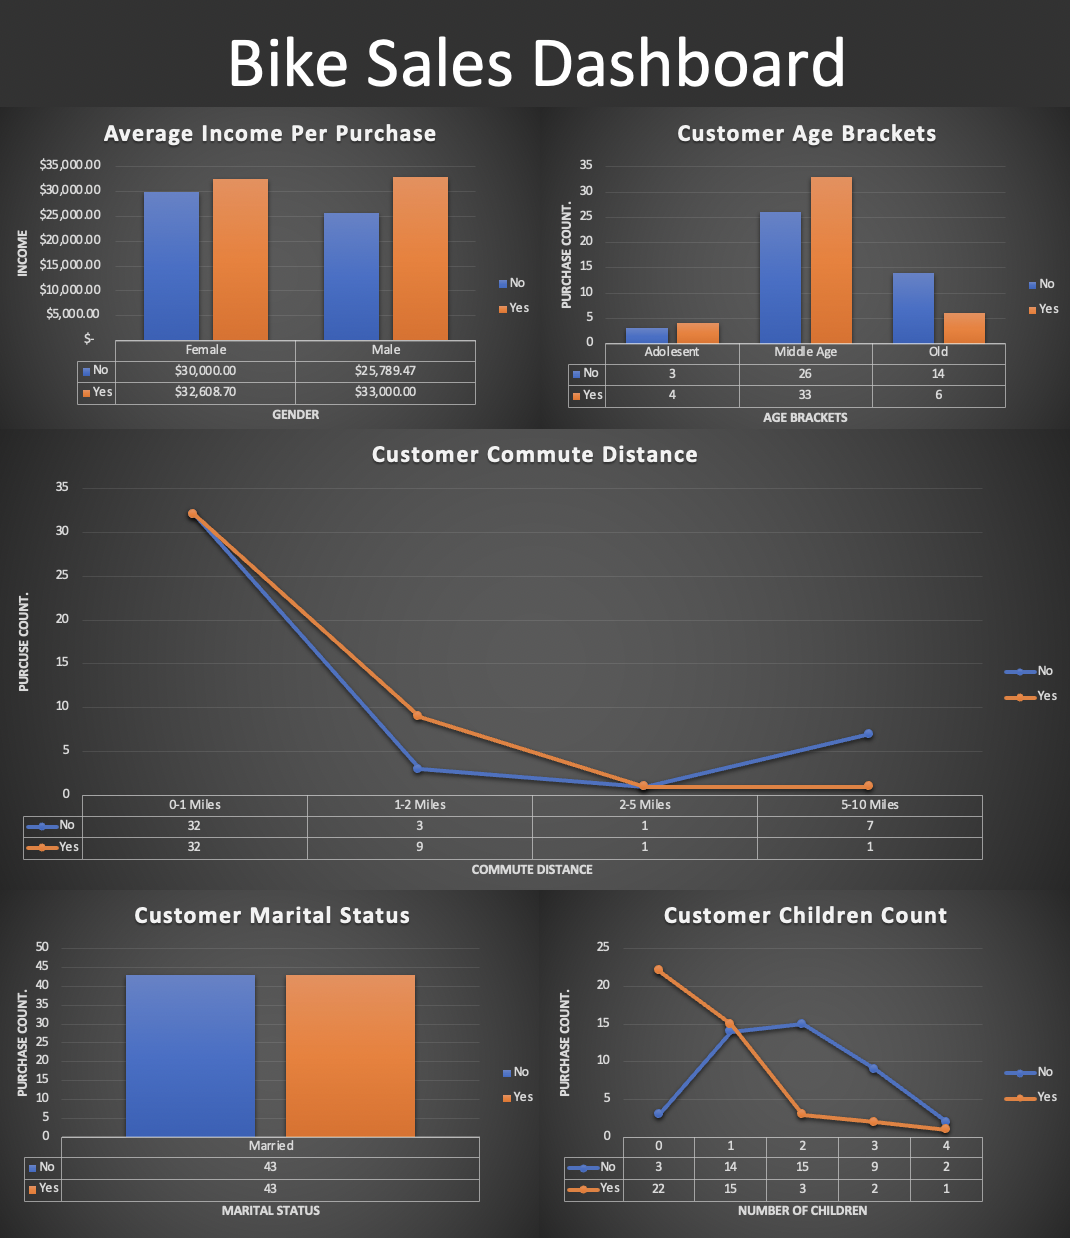 Bike Sales Dashboard
Average Income Per Purchase
$35,000.00
$30,000.00
$25,000.00
$20,000.00
$15,000.00
$10,000.00
$5,000.00
$-
INCOME
Female Male
No $30,000.00 $25,789.47
Yes $32,608.70 $33,000.00
GENDER
No
Yes
Customer Age Brackets
35
30
25
20
15
10
5
0
PURCHASE COUNT.
Adolesent Middle Age Old
No 3 26 14
Yes 4 33 6
AGE BRACKETS
No
Yes
Customer Commute Distance
35
30
25
20
15
10
5
0
PURCUSE COUNT.
0-1 Miles 1-2 Miles 2-5 Miles 5-10 Miles
No 32 3 1 7
Yes 32 9 1 1
COMMUTE DISTANCE
No
Yes
Customer Marital Status
50
45
40
35
30
25
20
15
10
5
0
PURCHASE COUNT.
Married
No 43
Yes 43
MARITAL STATUS
No
Yes
Customer Children Count
25
20
15
10
5
0
PURCHASE COUNT.
0 1 2 3 4
No 3 14 15 9 2
Yes 22 15 3 2 1
NUMBER OF CHILDREN
No
Yes